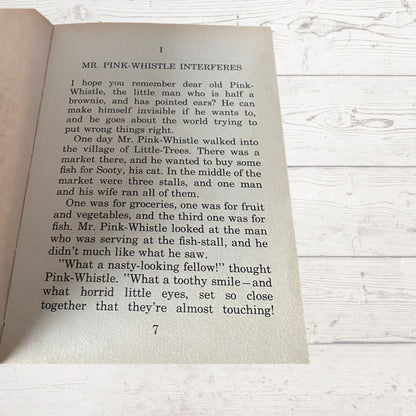 I
MR. PINK-WHISTLE INTERFERES
I hope you remember dear old Pink-
Whistle, the little man who is half a
brownie, and has pointed ears? He can
make himself invisible if he wants to,
and he goes about the world trying to
put wrong things right.
One day Mr. Pink-Whistle walked into
the village of Little-Trees. There was a
market there, and he wanted to buy some
fish for Sooty, his cat. In the middle of the
market were three stalls, and one man
and his wife ran all of them.
One was for groceries, one was for fruit
and vegetables, and the third one was for
fish. Mr. Pink-Whistle looked at the man
who was serving at the fish-stall, and he
didn't much like what he saw.
"What a nasty-looking fellow!" thought
Pink-Whistle. "What a toothy smile—and
what horrid little eyes, set so close
together that they're almost touching!
7